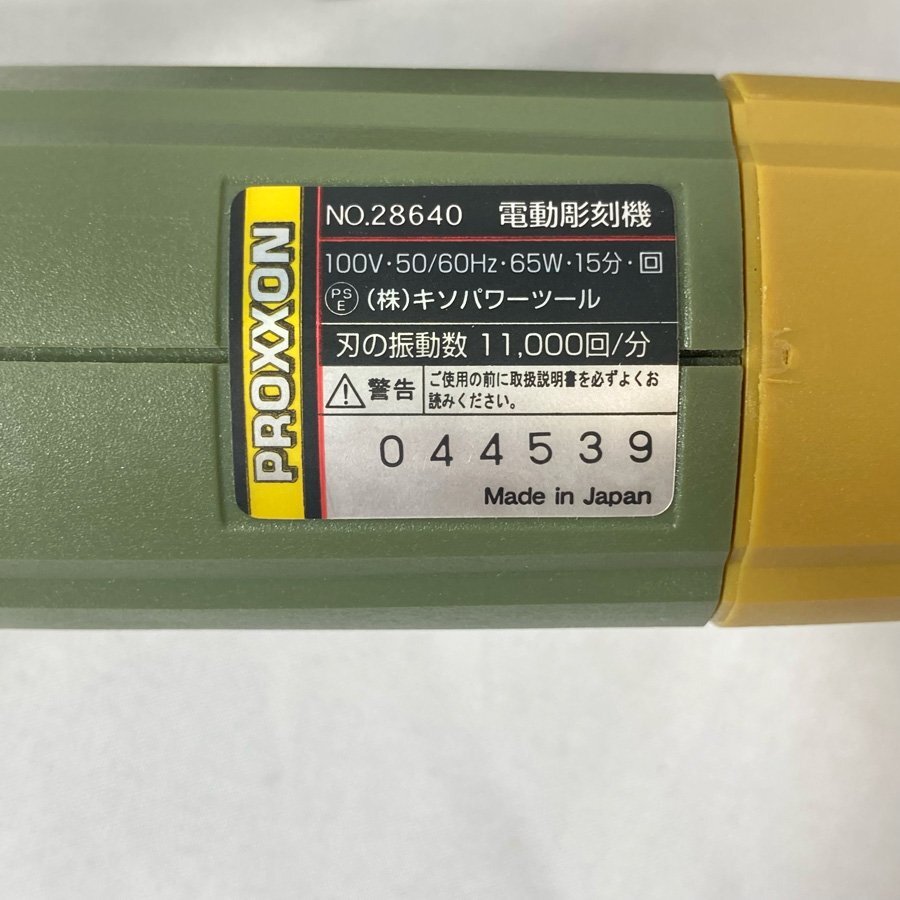 PROXXON
NO.28640 電動彫刻機
100V・50/60Hz・65W・15分・回
PSE (株)キソパワーツール
刃の振動数 11,000回/分
警告
ご使用の前に取扱説明書を必ずよくお
読みください。
044539
Made in Japan